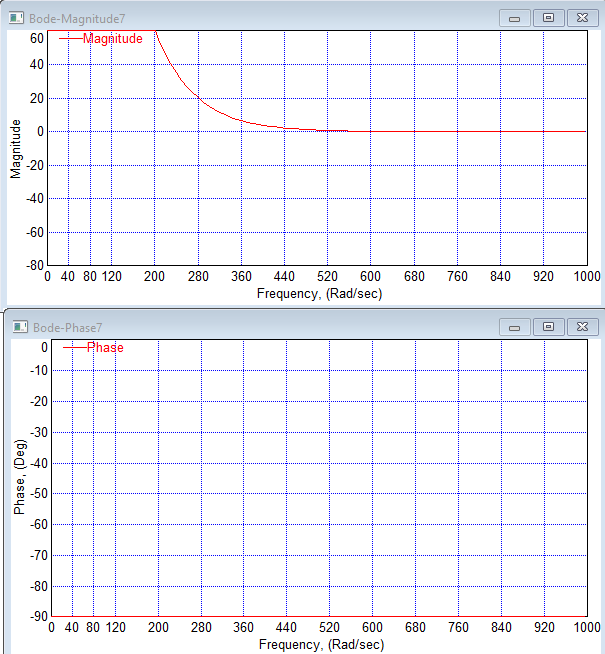 Bode-Magnitude7
Magnitude
60
40
20
0
-20
-40
-60
-80
Magnitude
0 40 80 120 200 280 360 440 520 600 680 760 840 920 1000
Frequency, (Rad/sec)
Bode-Phase7
Phase
0
-10
-20
-30
-40
-50
-60
-70
-80
-90
Phase, (Deg)
0 40 80 120 200 280 360 440 520 600 680 760 840 920 1000
Frequency, (Rad/sec)